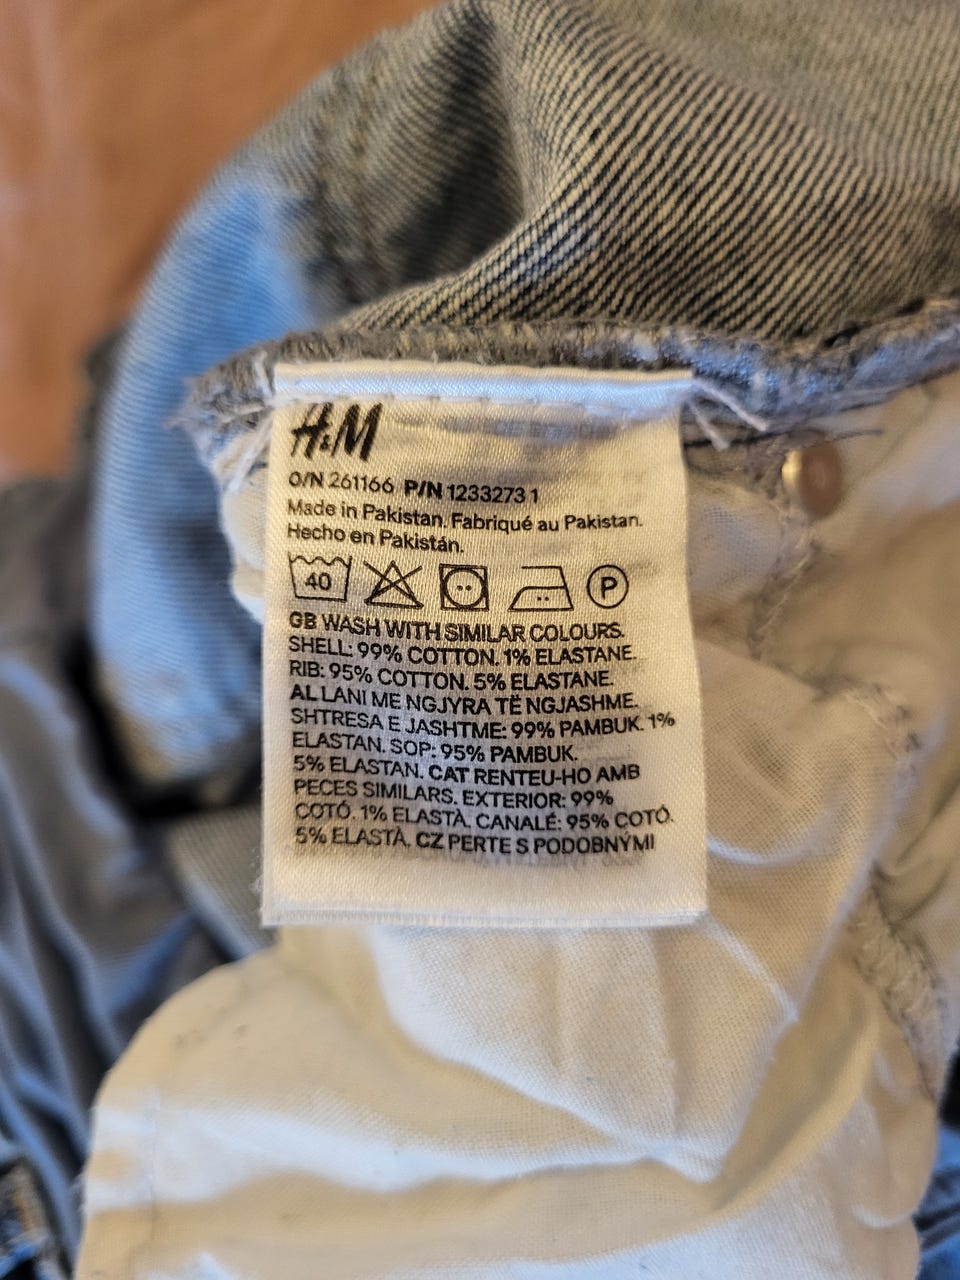 H&M
O/N 261166 P/N 1233273 1
Made in Pakistan. Fabriqué au Pakistan.
Hecho en Pakistán.
40 P
GB WASH WITH SIMILAR COLOURS.
SHELL: 99% COTTON. 1% ELASTANE.
RIB: 95% COTTON. 5% ELASTANE.
AL LANI ME NGJYRA TË NGJASHME.
SHTRESA E JASHTME: 99% PAMBUK. 1%
ELASTAN. SOP: 95% PAMBUK.
5% ELASTAN. CAT RENTEU-HO AMB
PECES SIMILARS. EXTERIOR: 99%
COTÓ. 1% ELASTÀ. CANALÉ: 95% COTÓ.
5% ELASTÀ. CZ PERTE S PODOBNÝMI